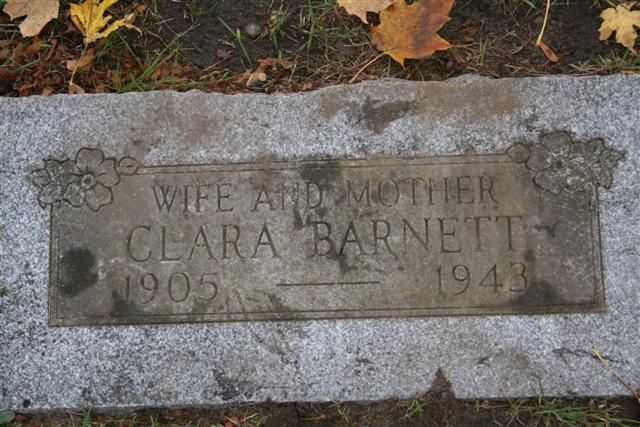 WIFE AND MOTHER
CLARA BARNETT
1905 — 1943